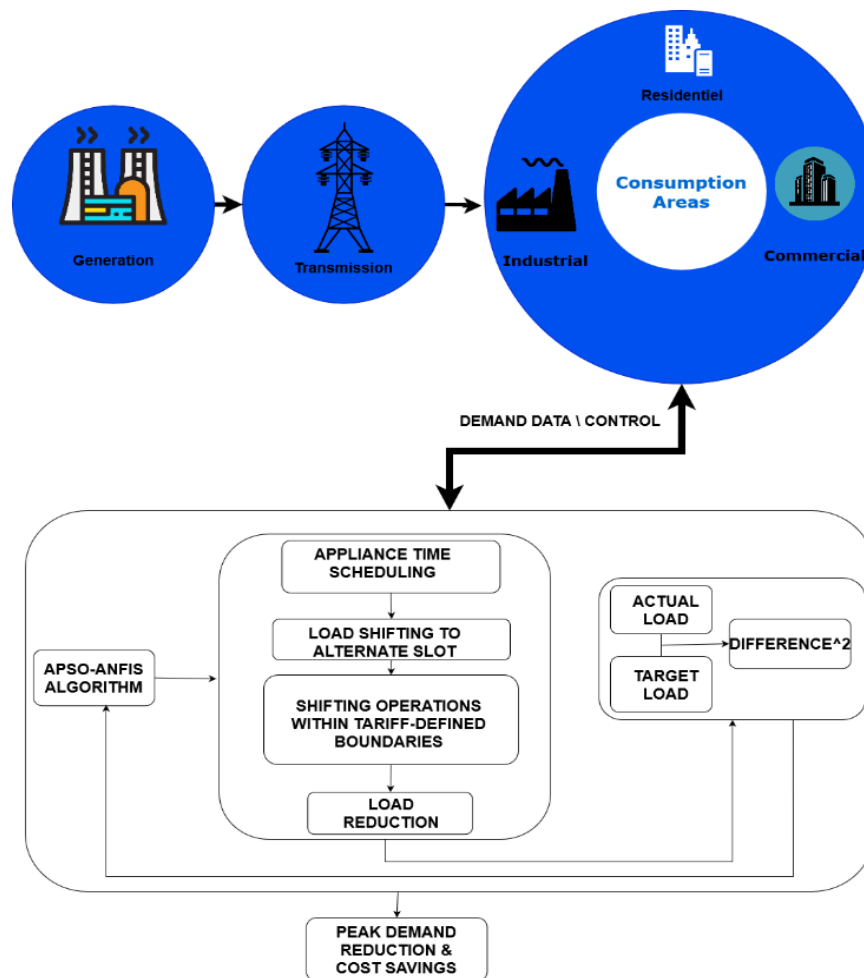 Residentiel
Consumption
Areas
Generation
Transmission
Industrial
Commercial
DEMAND DATA \ CONTROL
APPLIANCE TIME
SCHEDULING
LOAD SHIFTING TO
ALTERNATE SLOT
SHIFTING OPERATIONS
WITHIN TARIFF-DEFINED
BOUNDARIES
LOAD
REDUCTION
APSO-ANFIS
ALGORITHM
ACTUAL
LOAD
TARGET
LOAD
DIFFERENCE^2
PEAK DEMAND
REDUCTION &
COST SAVINGS